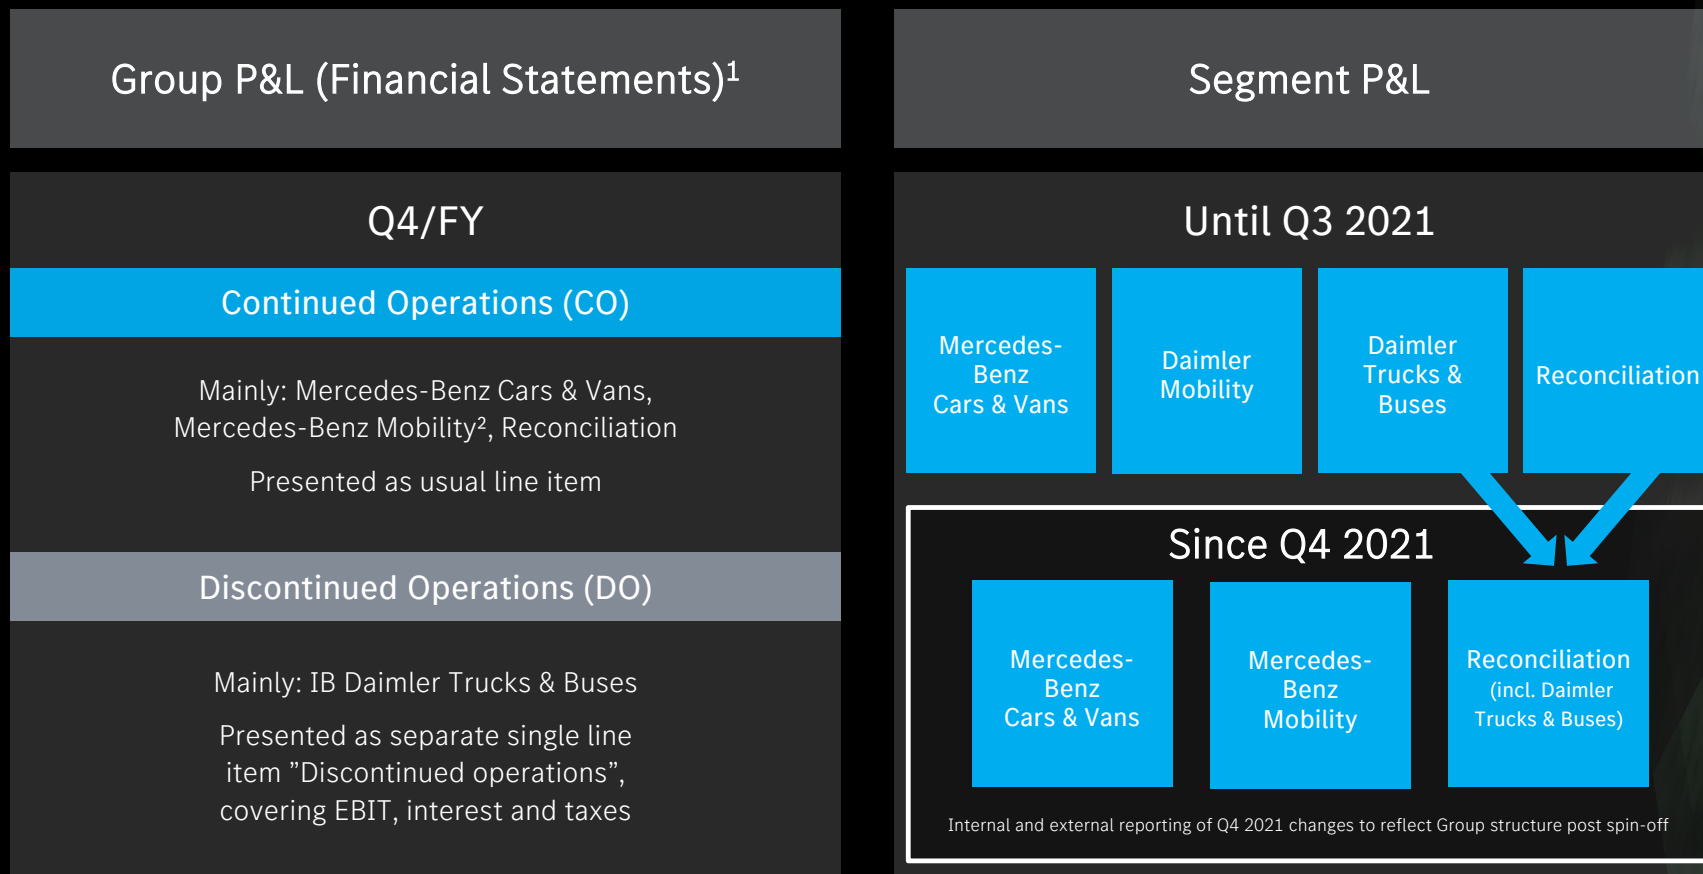 Group P&L (Financial Statements)¹
Q4/FY
Continued Operations (CO)
Mainly: Mercedes-Benz Cars & Vans,
Mercedes-Benz Mobility², Reconciliation
Presented as usual line item
Discontinued Operations (DO)
Mainly: IB Daimler Trucks & Buses
Presented as separate single line
item ”Discontinued operations”,
covering EBIT, interest and taxes
Segment P&L
Until Q3 2021
Mercedes-
Benz
Cars & Vans
Daimler
Mobility
Daimler
Trucks &
Buses
Reconciliation
Since Q4 2021
Mercedes-
Benz
Cars & Vans
Mercedes-
Benz
Mobility
Reconciliation
(incl. Daimler
Trucks & Buses)
Internal and external reporting of Q4 2021 changes to reflect Group structure post spin-off